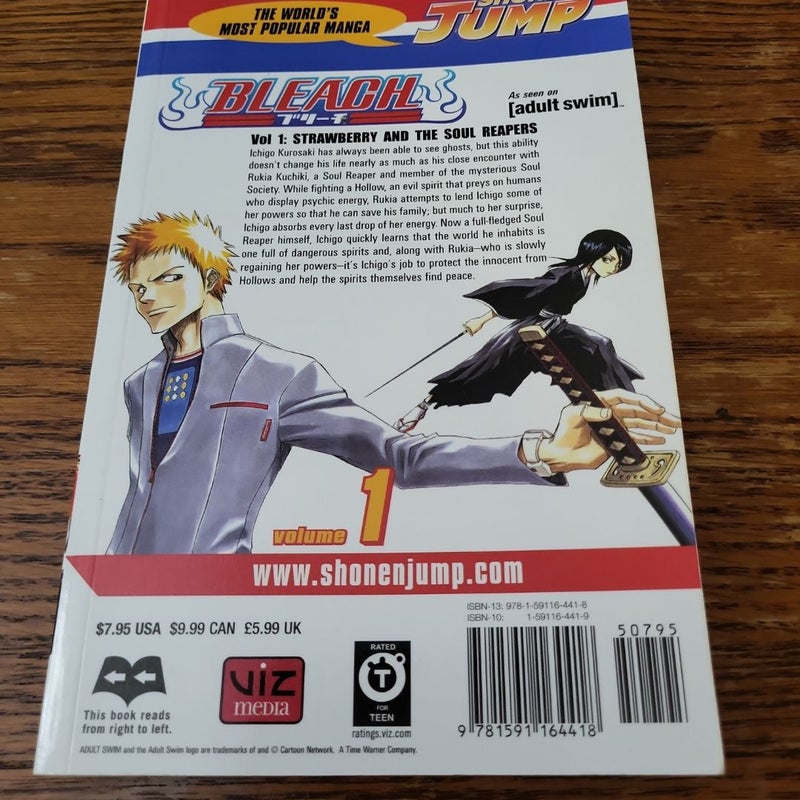 THE WORLD'S
MOST POPULAR MANGA
SHONEN
JUMP
BLEACH
ブリーチ
As seen on
[adult swim]™
Vol 1: STRAWBERRY AND THE SOUL REAPERS
Ichigo Kurosaki has always been able to see ghosts, but this ability
doesn't change his life nearly as much as his close encounter with
Rukia Kuchiki, a Soul Reaper and member of the mysterious Soul
Society. While fighting a Hollow, an evil spirit that preys on humans
who display psychic energy, Rukia attempts to lend Ichigo some of
her powers so that he can save his family; but much to her surprise,
Ichigo absorbs every last drop of her energy. Now a full-fledged Soul
Reaper himself, Ichigo quickly learns that the world he inhabits is
one full of dangerous spirits and, along with Rukia—who is slowly
regaining her powers—it's Ichigo's job to protect the innocent from
Hollows and help the spirits themselves find peace.
volume 1
www.shonenjump.com
$7.95 USA $9.99 CAN £5.99 UK
This book reads
from right to left.
VIZ
MEDIA
RATED
T
FOR
TEEN
ratings.viz.com
ISBN-13: 978-1-59116-441-8
ISBN-10: 1-59116-441-9
50795
9 781591 164418
ADULT SWIM and the Adult Swim logo are trademarks of and © Cartoon Network. A Time Warner Company.